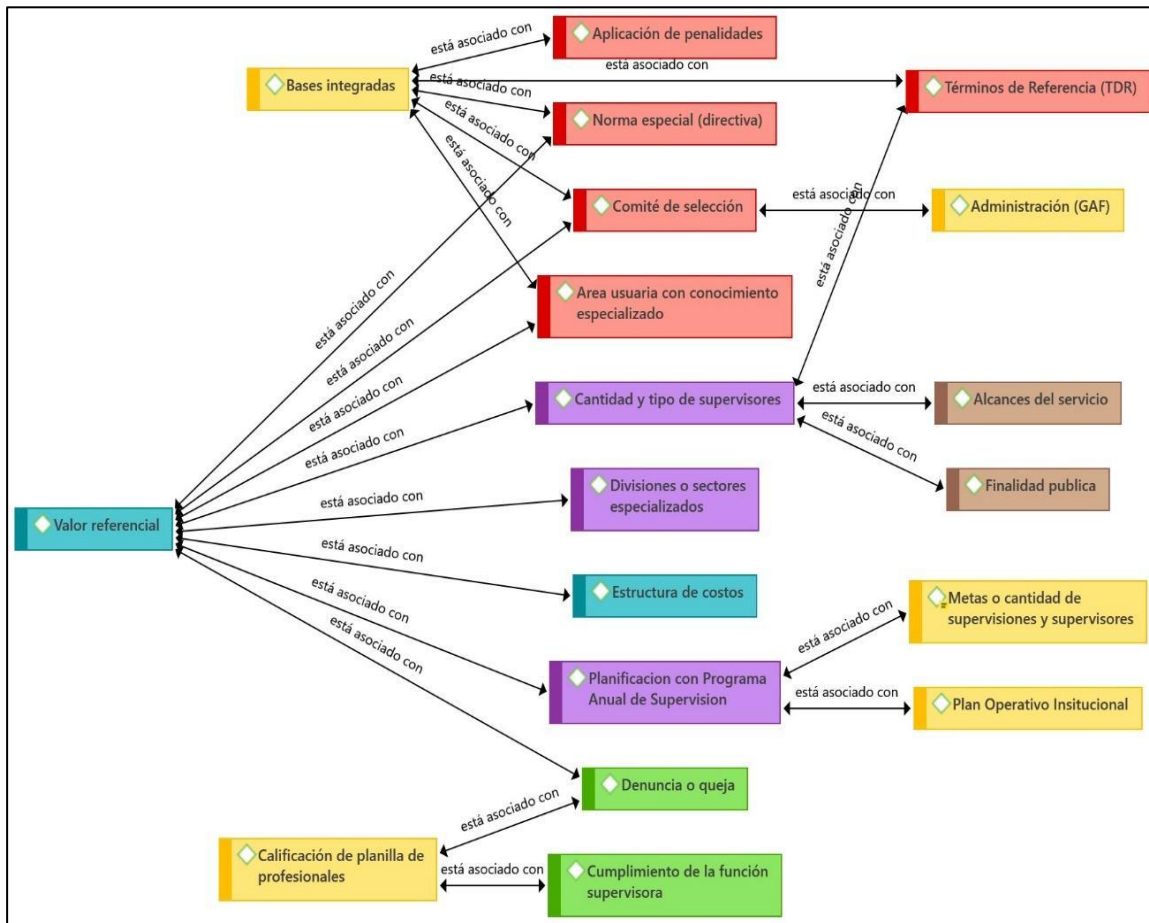 está asociado con
Aplicación de penalidades
está asociado con
Bases integradas
está asociado con
Términos de Referencia (TDR)
Norma especial (directiva)
está asociado con
está asociado con
está asociado con
Comité de selección
está asociado con
Administración (GAF)
está asociado con
está asociado con
Area usuaria con conocimiento
especializado
está asociado con
está asociado con
Cantidad y tipo de supervisores
está asociado con
Alcances del servicio
está asociado con
está asociado con
Divisiones o sectores
especializados
Finalidad publica
está asociado con
Valor referencial
está asociado con
Estructura de costos
está asociado con
Metas o cantidad de
supervisiones y supervisores
está asociado con
está asociado con
Planificacion con Programa
Anual de Supervision
está asociado con
Plan Operativo Insitucional
Denuncia o queja
está asociado con
Calificación de planilla de
profesionales
está asociado con
Cumplimiento de la función
supervisora